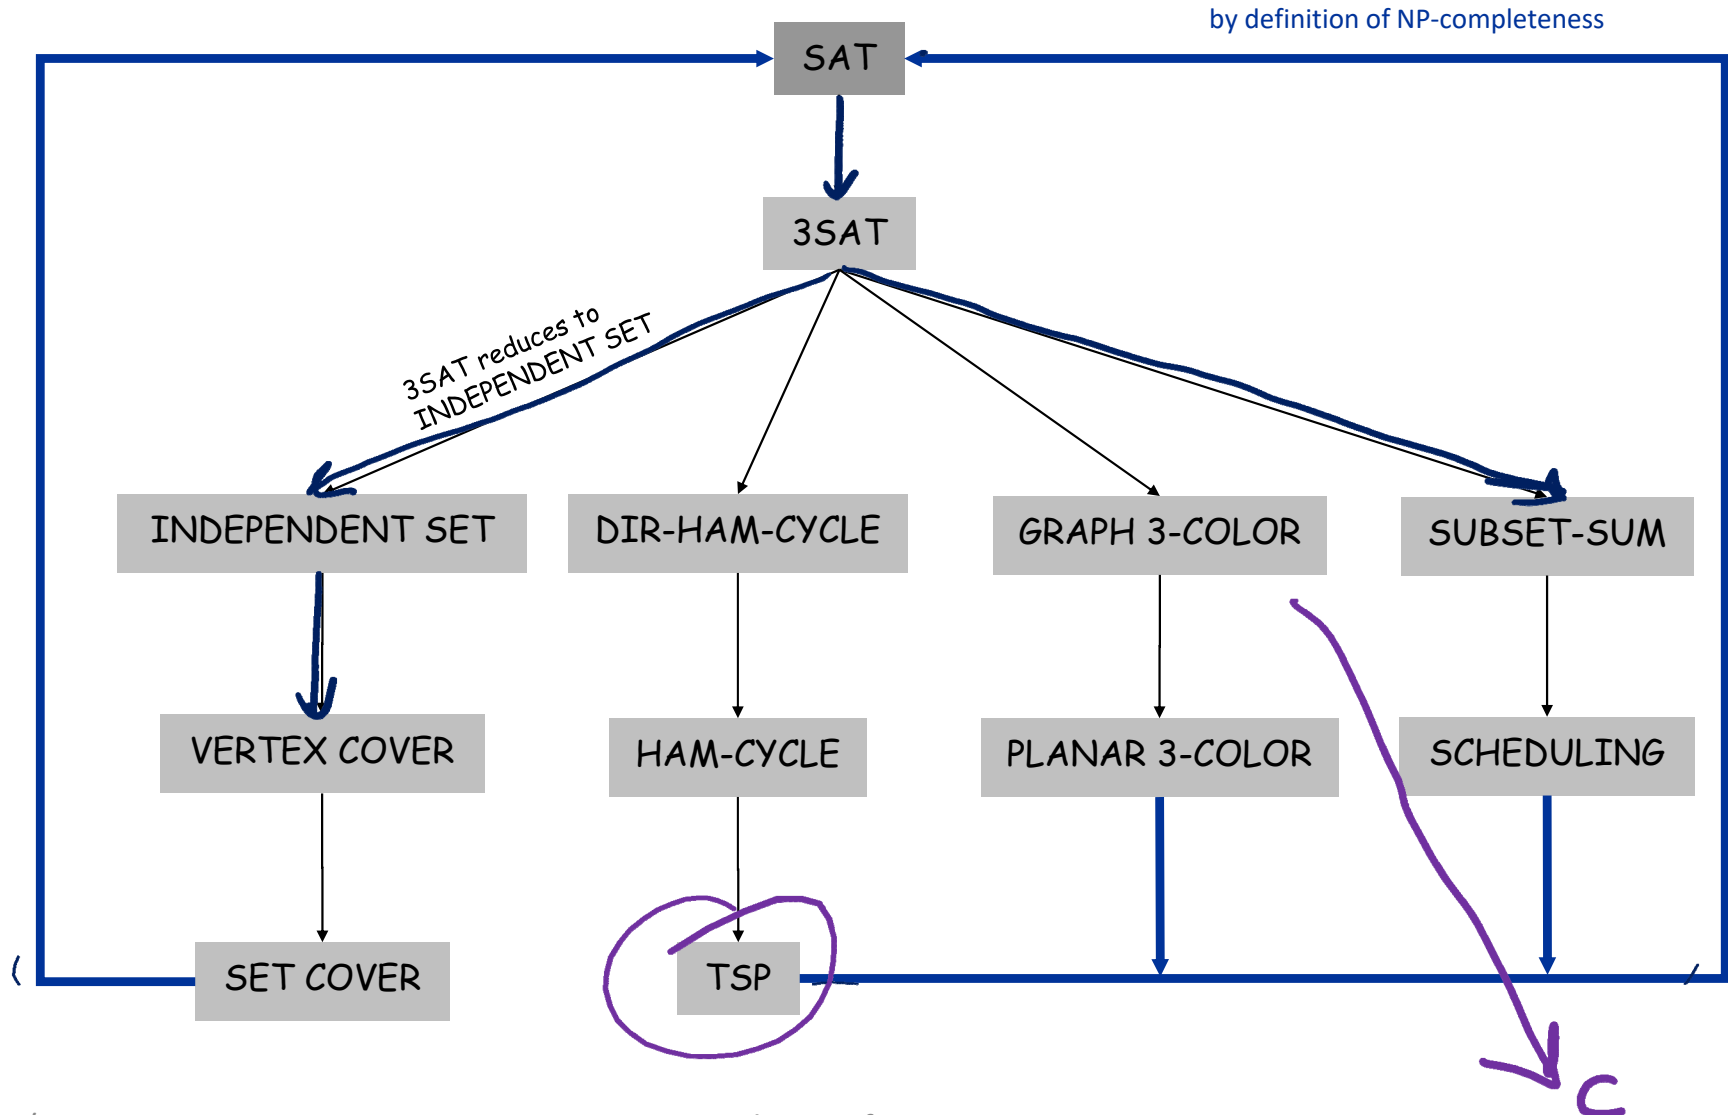 by definition of NP-completeness
SAT
3SAT
3SAT reduces to
INDEPENDENT SET
INDEPENDENT SET
DIR-HAM-CYCLE
GRAPH 3-COLOR
SUBSET-SUM
VERTEX COVER
HAM-CYCLE
PLANAR 3-COLOR
SCHEDULING
SET COVER
TSP
C